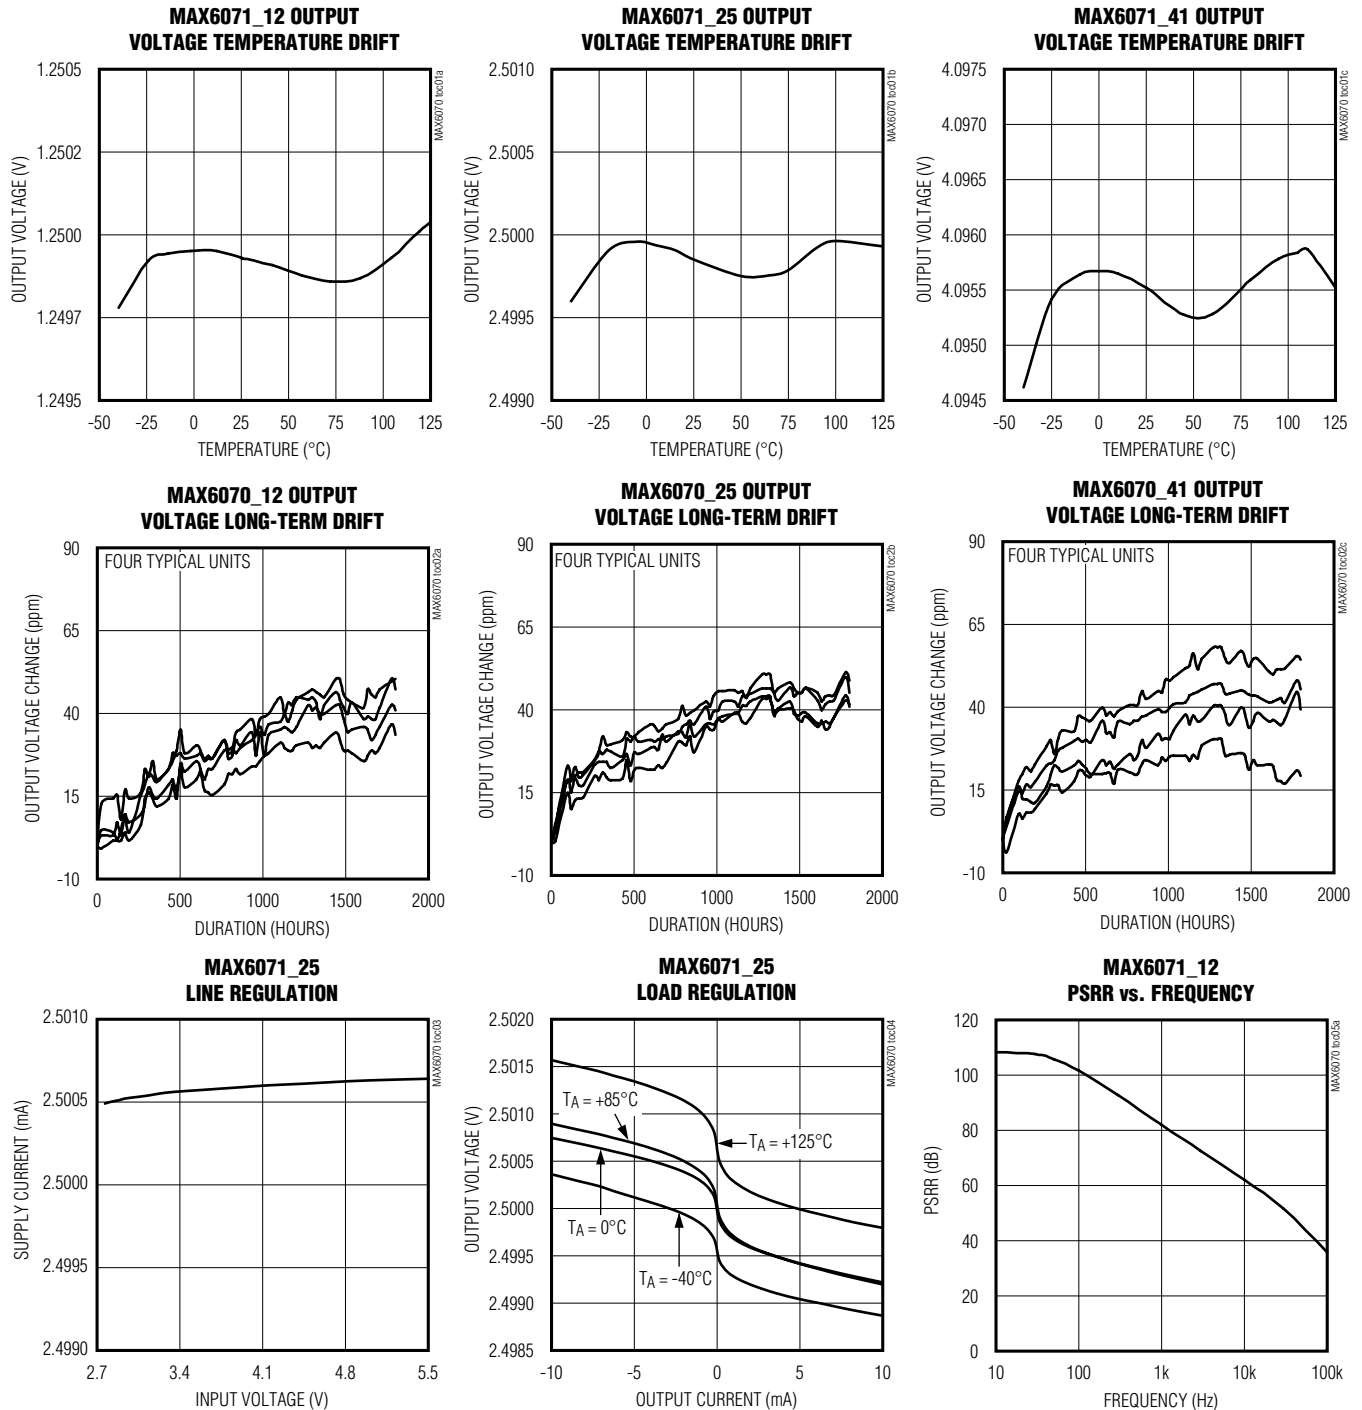 MAX6071_12 OUTPUT
VOLTAGE TEMPERATURE DRIFT
1.2505
1.2502
1.2500
1.2497
1.2495
OUTPUT VOLTAGE (V)
-50 -25 0 25 50 75 100 125
TEMPERATURE (°C)
MAX6070 toc01a
MAX6071_25 OUTPUT
VOLTAGE TEMPERATURE DRIFT
2.5010
2.5005
2.5000
2.4995
2.4990
OUTPUT VOLTAGE (V)
-50 -25 0 25 50 75 100 125
TEMPERATURE (°C)
MAX6070 toc01b
MAX6071_41 OUTPUT
VOLTAGE TEMPERATURE DRIFT
4.0975
4.0970
4.0965
4.0960
4.0955
4.0950
4.0945
OUTPUT VOLTAGE (V)
-50 -25 0 25 50 75 100 125
TEMPERATURE (°C)
MAX6070 toc01c
MAX6070_12 OUTPUT
VOLTAGE LONG-TERM DRIFT
FOUR TYPICAL UNITS
90
65
40
15
-10
OUTPUT VOLTAGE CHANGE (ppm)
0 500 1000 1500 2000
DURATION (HOURS)
MAX6070 toc02a
MAX6070_25 OUTPUT
VOLTAGE LONG-TERM DRIFT
FOUR TYPICAL UNITS
90
65
40
15
-10
OUTPUT VOLTAGE CHANGE (ppm)
0 500 1000 1500 2000
DURATION (HOURS)
MAX6070 toc2b
MAX6070_41 OUTPUT
VOLTAGE LONG-TERM DRIFT
FOUR TYPICAL UNITS
90
65
40
15
-10
OUTPUT VOLTAGE CHANGE (ppm)
0 500 1000 1500 2000
DURATION (HOURS)
MAX6070 toc02c
MAX6071_25
LINE REGULATION
2.5010
2.5005
2.5000
2.4995
2.4990
SUPPLY CURRENT (mA)
2.7 3.4 4.1 4.8 5.5
INPUT VOLTAGE (V)
MAX6070 toc03
MAX6071_25
LOAD REGULATION
2.5020
2.5015
2.5010
2.5005
2.5000
2.4995
2.4990
2.4985
OUTPUT VOLTAGE (V)
TA = +85°C
TA = +125°C
TA = 0°C
TA = -40°C
-10 -5 0 5 10
OUTPUT CURRENT (mA)
MAX6070 toc04
MAX6071_12
PSRR vs. FREQUENCY
120
100
80
60
40
20
0
PSRR (dB)
10 100 1k 10k 100k
FREQUENCY (Hz)
MAX6070 toc05a